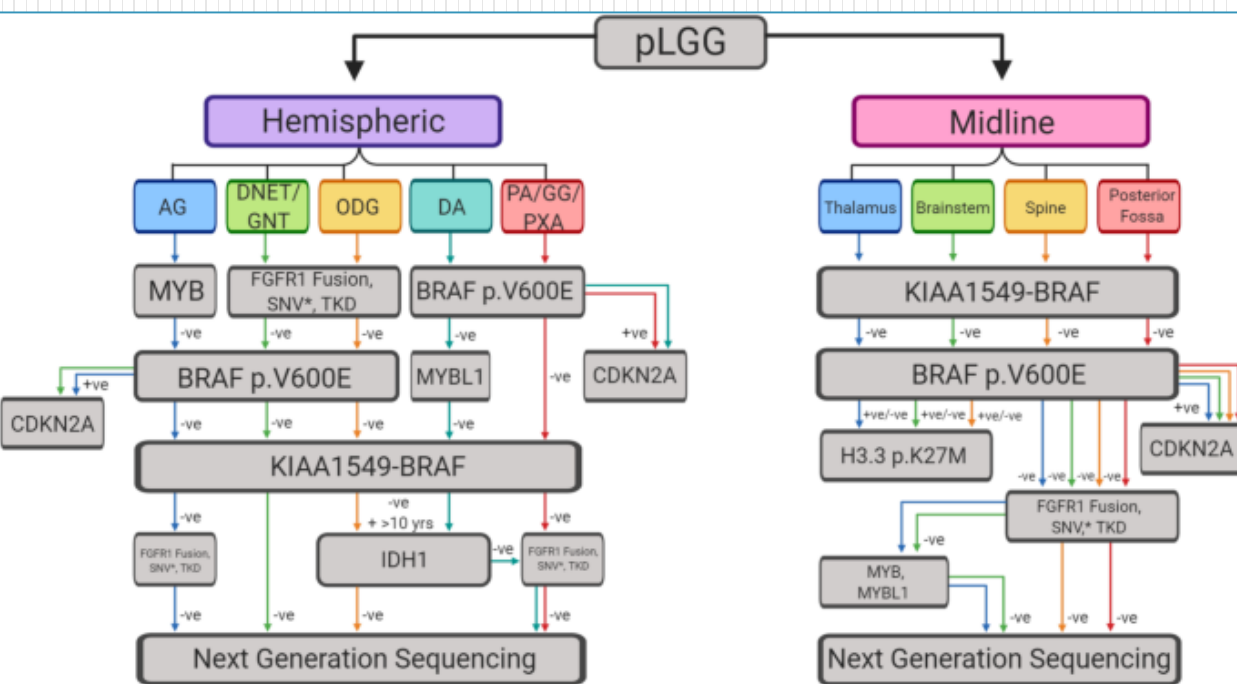 pLGG
Hemispheric
Midline
AG
DNET/
GNT
ODG
DA
PA/GG/
PXA
Thalamus
Brainstem
Spine
Posterior
Fossa
MYB
FGFR1 Fusion,
SNV*, TKD
BRAF p.V600E
KIAA1549-BRAF
-ve
-ve
-ve
-ve
+ve
-ve
-ve
-ve
-ve
+ve
BRAF p.V600E
MYBL1
-ve
CDKN2A
BRAF p.V600E
CDKN2A
-ve
-ve
-ve
-ve
+ve/-ve
+ve/-ve
+ve/-ve
+ve
KIAA1549-BRAF
H3.3 p.K27M
CDKN2A
-ve
-ve
-ve
-ve
-ve
-ve
+ >10 yrs
-ve
FGFR1 Fusion,
SNV,* TKD
FGFR1 Fusion,
SNV*, TKD
IDH1
-ve
FGFR1 Fusion,
SNV*, TKD
-ve
MYB,
MYBL1
-ve
-ve
-ve
-ve
-ve
-ve
-ve
Next Generation Sequencing
Next Generation Sequencing